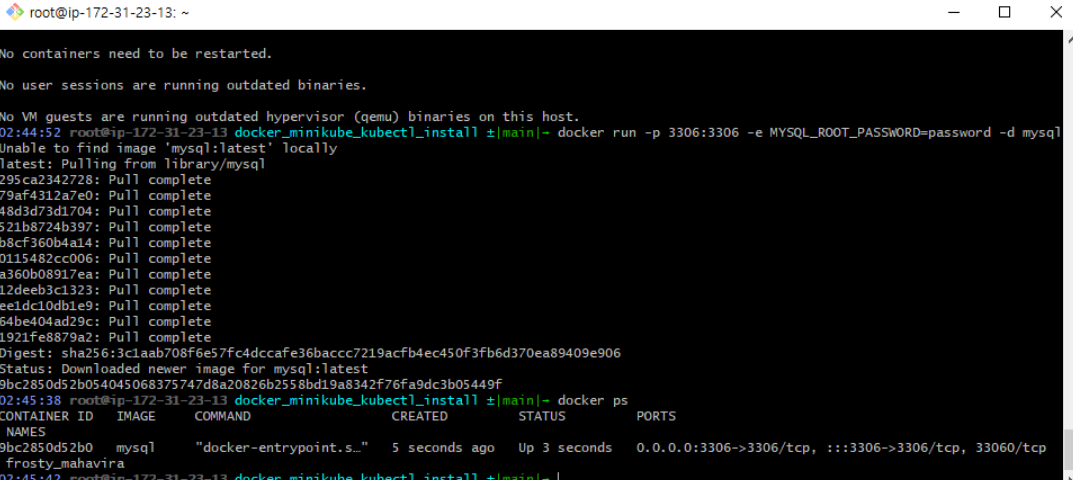 root@ip-172-31-23-13: ~
No containers need to be restarted.
No user sessions are running outdated binaries.
No VM guests are running outdated hypervisor (qemu) binaries on this host.
02:44:52 root@ip-172-31-23-13 docker_minikube_kubectl_install ±|main|→ docker run -p 3306:3306 -e MYSQL_ROOT_PASSWORD=password -d mysql
Unable to find image 'mysql:latest' locally
latest: Pulling from library/mysql
295ca2342728: Pull complete
79af4312a7e0: Pull complete
48d3d73d1704: Pull complete
521b8724b397: Pull complete
b8cf360b4a14: Pull complete
0115482cc006: Pull complete
a360b08917ea: Pull complete
12deeb3c1323: Pull complete
ee1dc10db1e9: Pull complete
64be404ad29c: Pull complete
1921fe8879a2: Pull complete
Digest: sha256:3c1aab708f6e57fc4dccafe36baccc7219acfb4ec450f3fb6d370ea89409e906
Status: Downloaded newer image for mysql:latest
9bc2850d52b054045068375747d8a20826b2558bd19a8342f76fa9dc3b05449f
02:45:38 root@ip-172-31-23-13 docker_minikube_kubectl_install ±|main|→ docker ps
CONTAINER ID IMAGE COMMAND CREATED STATUS PORTS
NAMES
9bc2850d52b0 mysql "docker-entrypoint.s…" 5 seconds ago Up 3 seconds 0.0.0.0:3306->3306/tcp, :::3306->3306/tcp, 33060/tcp
frosty_mahavira
02:45:42 root@ip-172-31-23-13 docker_minikube_kubectl_install ±|main|→